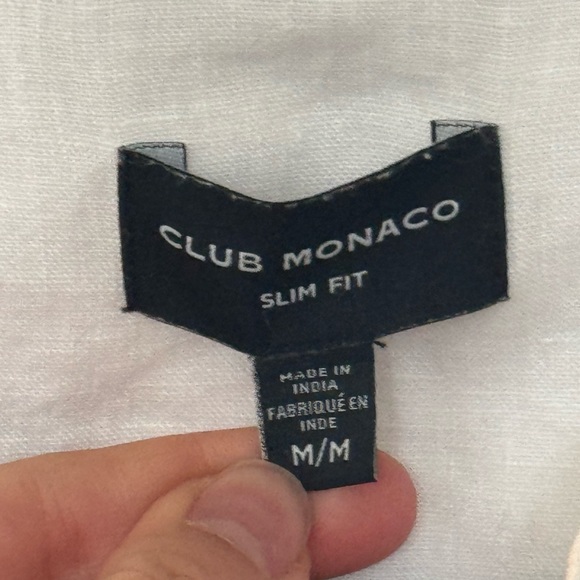 CLUB MONACO
SLIM FIT
MADE IN
INDIA
FABRIQUÉ EN
INDE
M/M